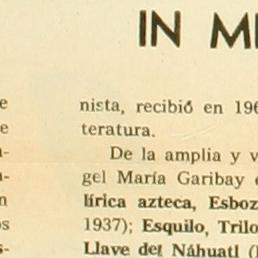 IN
nista, recibió en 196
teratura.
De la amplia y v
gel María Garibay
lírica azteca, Esboz
1937); Esquilo, Trilo
Llave del Náhuatl (